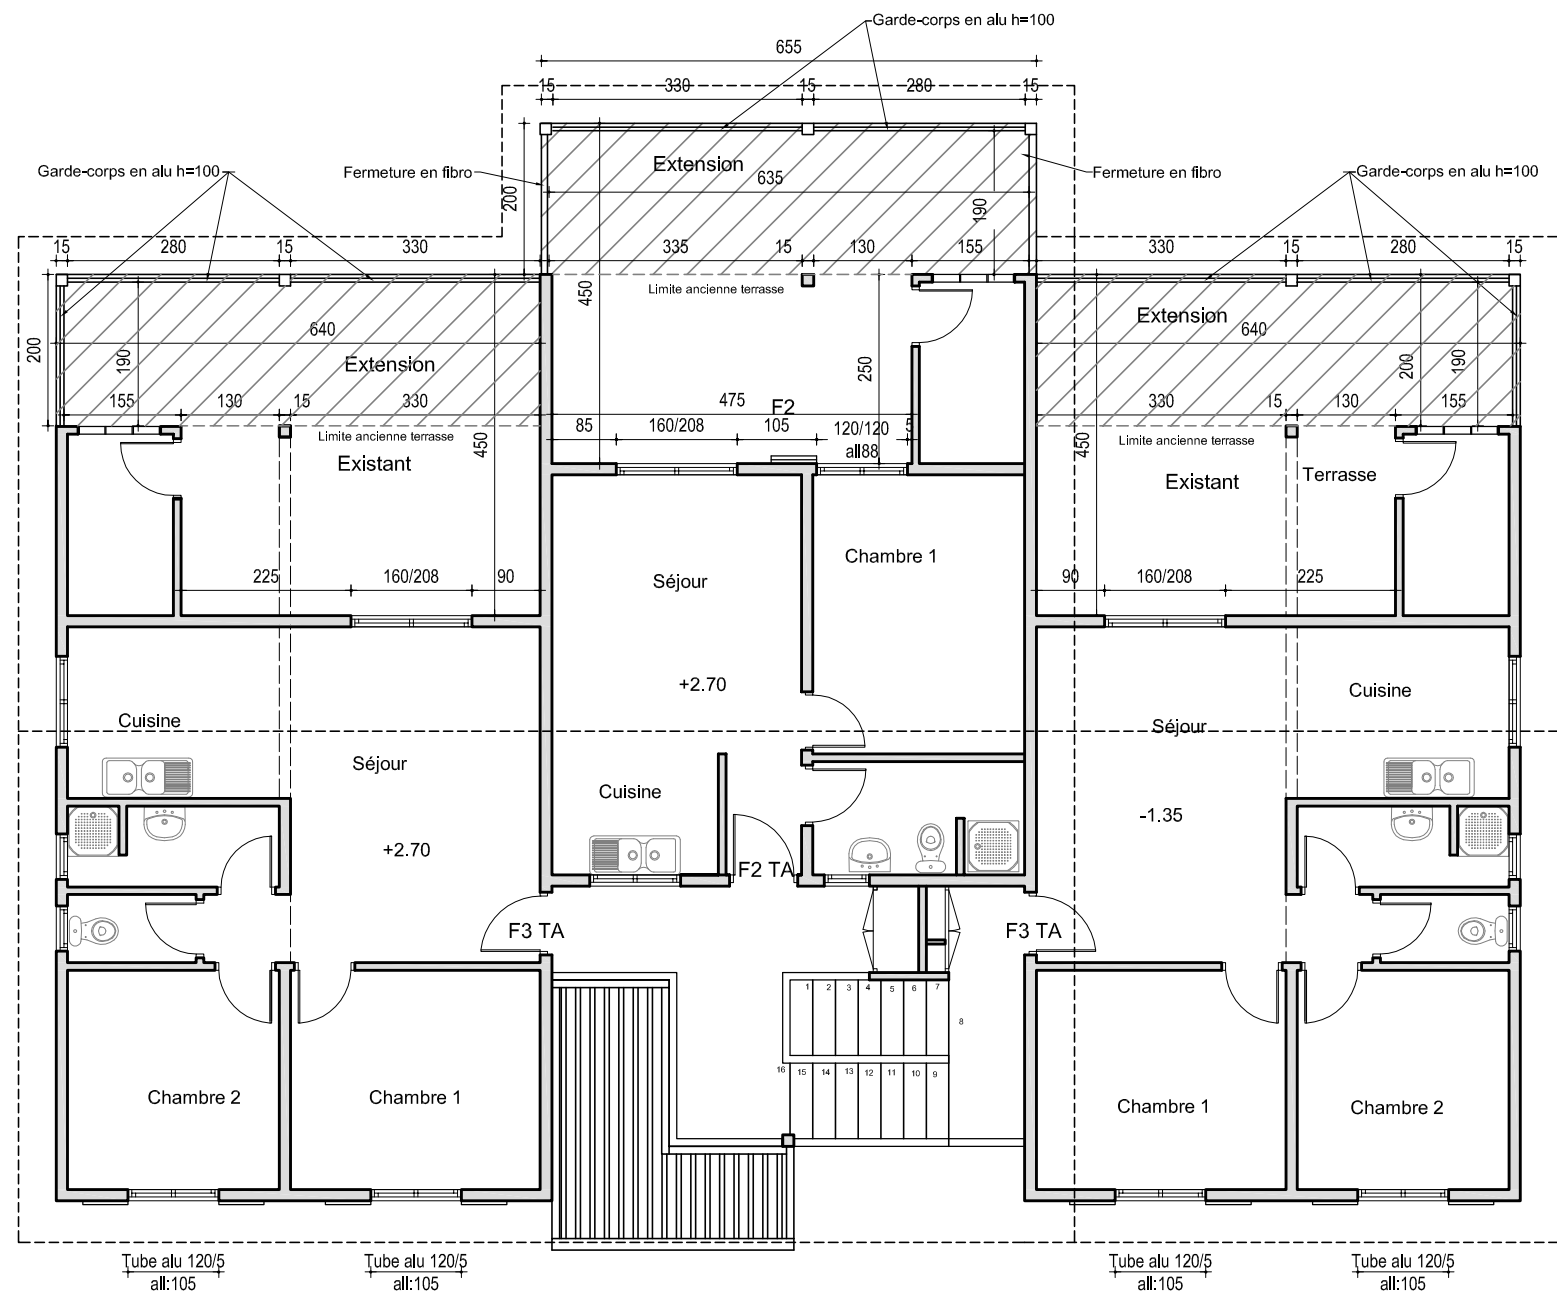 Garde-corps en alu h=100
655
15 330 15 280 15
Extension
Garde-corps en alu h=100
Fermeture en fibro
Fermeture en fibro
Garde-corps en alu h=100
200
635
190
15 280 15 330
335 15 130 155
330 15 280 15
Limite ancienne terrasse
450
Extension
640
640
200
190
Extension
250
200
190
155 130 15 330
475
F2
330 15 130 155
85 160/208 105 120/120 5
all88
Limite ancienne terrasse
450
Limite ancienne terrasse
450
Existant
Existant
Terrasse
Chambre 1
Séjour
225 160/208 90
90 160/208 225
+2.70
Cuisine
Cuisine
Séjour
Séjour
Cuisine
-1.35
+2.70
F2 TA
F3 TA
F3 TA
1 2 3 4 5 6 7
8
16 15 14 13 12 11 10 9
Chambre 2
Chambre 1
Chambre 1
Chambre 2
Tube alu 120/5
all:105
Tube alu 120/5
all:105
Tube alu 120/5
all:105
Tube alu 120/5
all:105